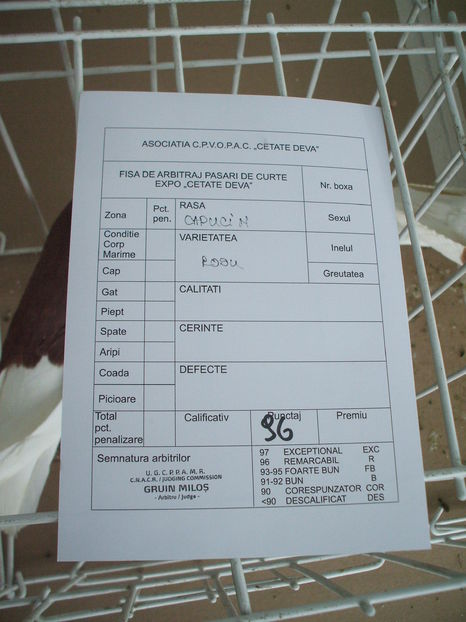 ASOCIATIA C.P.V.O.P.A.C. „CETATE DEVA"
FISA DE ARBITRAJ PASARI DE CURTE
EXPO „CETATE DEVA"
Nr. boxa
Zona
Pct. pen.
RASA
CAPUCIN
Sexul
Conditie
Corp
Marime
VARIETATEA
ROSU
Inelul
Cap
Greutatea
Gat
CALITATI
Piept
Spate
CERINTE
Aripi
Coada
DEFECTE
Picioare
Total
pct.
penalizare
Calificativ
Punctaj
96
Premiu
Semnatura arbitrilor
U.G.C.P.P.A.M.R.
C.N.A.C.R. / JUDGING COMMISSION
GRUIN MILOȘ
- Arbitru / Judge -
97 EXCEPTIONAL EXC
96 REMARCABIL R
93-95 FOARTE BUN FB
91-92 BUN B
90 CORESPUNZATOR COR
<90 DESCALIFICAT DES